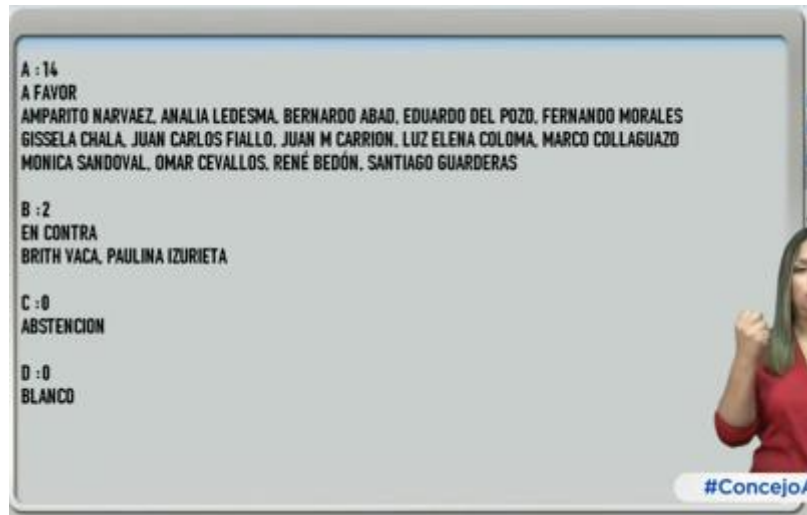 A :14
A FAVOR
AMPARITO NARVAEZ, ANALIA LEDESMA, BERNARDO ABAD, EDUARDO DEL POZO, FERNANDO MORALES
GISSELA CHALA, JUAN CARLOS FIALLO, JUAN M CARRION, LUZ ELENA COLOMA, MARCO COLLAGUAZO
MONICA SANDOVAL, OMAR CEVALLOS, RENÉ BEDÓN, SANTIAGO GUARDERAS
B :2
EN CONTRA
BRITH VACA, PAULINA IZURIETA
C :0
ABSTENCION
D :0
BLANCO
#ConcejoA